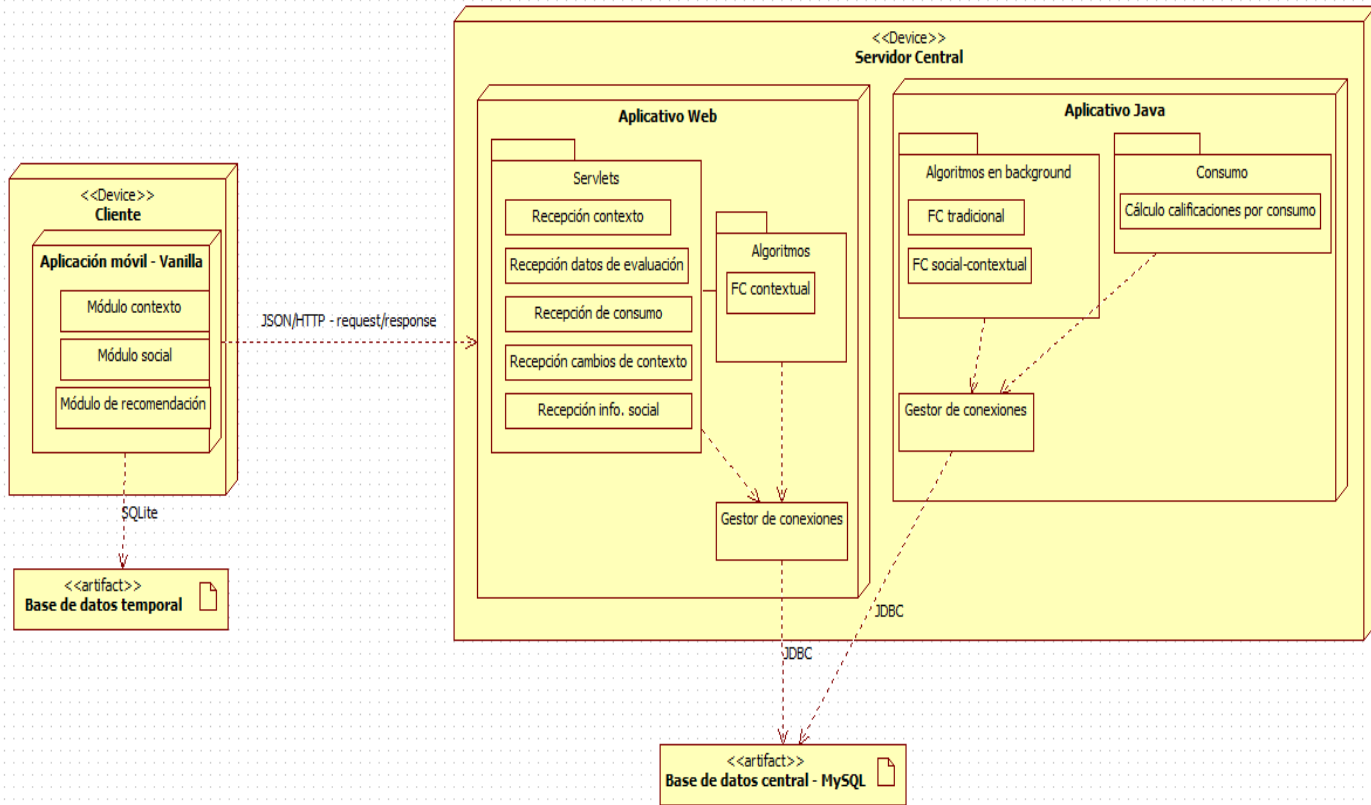 <<Device>>
Servidor Central
Aplicativo Web
Servlets
Recepción contexto
Recepción datos de evaluación
Recepción de consumo
Recepción cambios de contexto
Recepción info. social
Algoritmos
FC contextual
Gestor de conexiones
Aplicativo Java
Algoritmos en background
FC tradicional
FC social-contextual
Consumo
Cálculo calificaciones por consumo
Gestor de conexiones
<<Device>>
Cliente
Aplicación móvil - Vanilla
Módulo contexto
Módulo social
Módulo de recomendación
JSON/HTTP - request/response
SQLite
<<artifact>>
Base de datos temporal
JDBC
JDBC
<<artifact>>
Base de datos central - MySQL